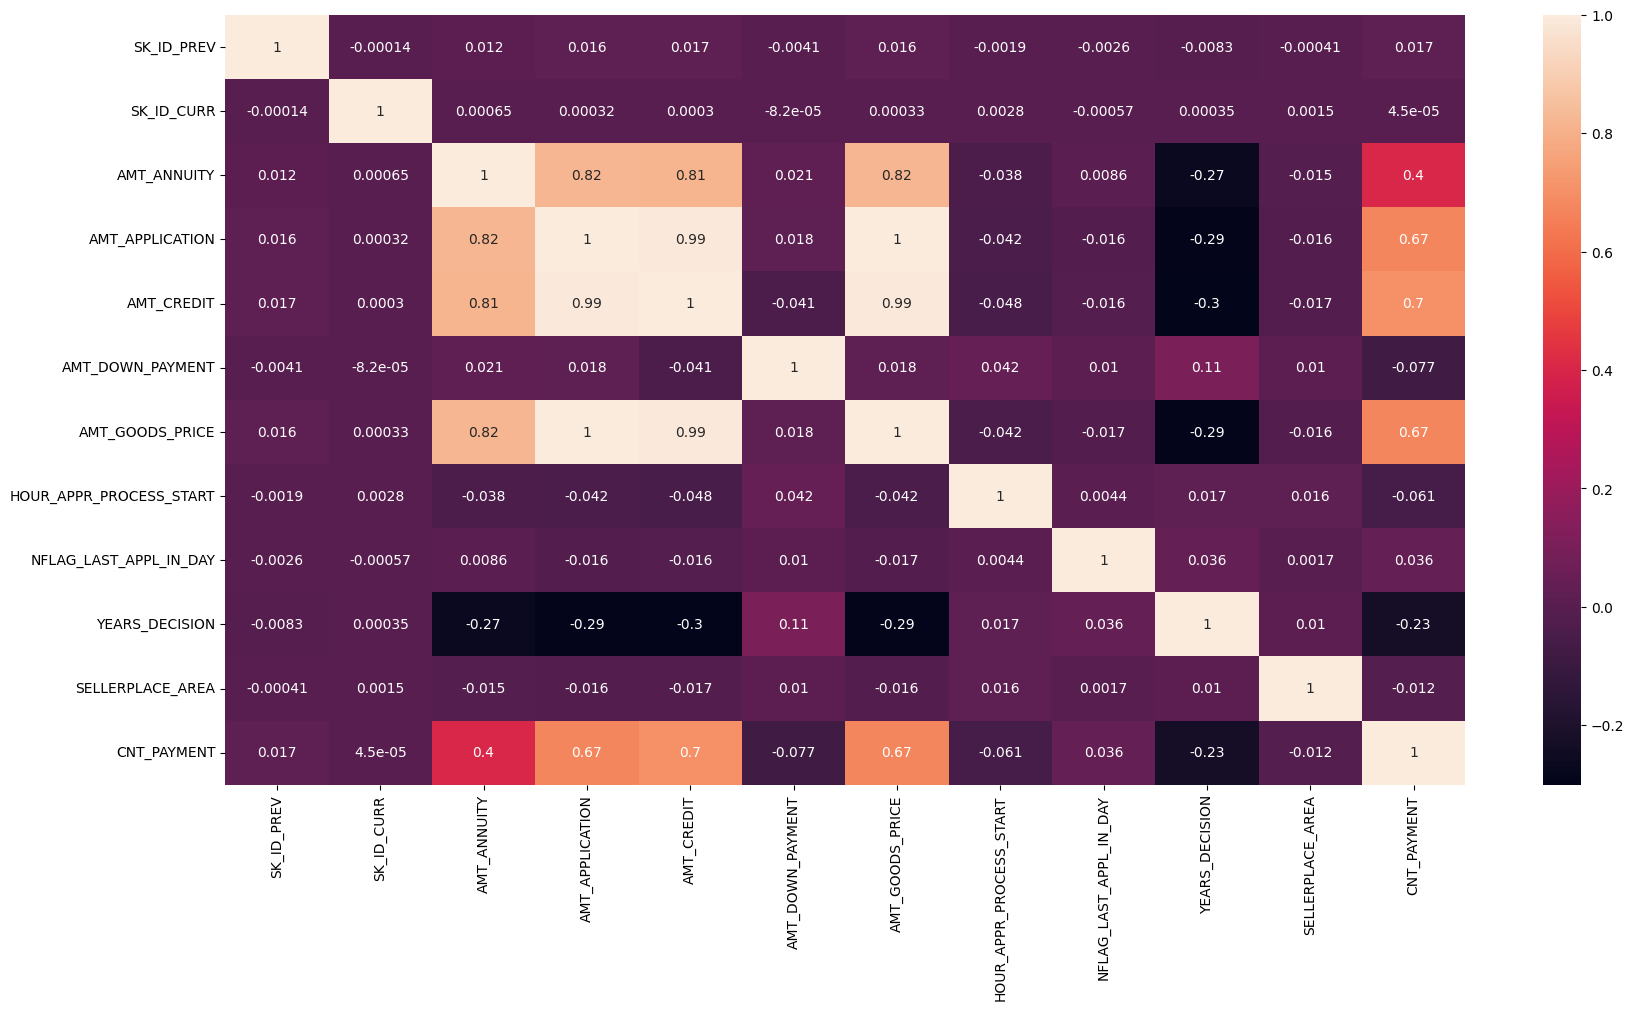 SK_ID_PREV 1 -0.00014 0.012 0.016 0.017 -0.0041 0.016 -0.0019 -0.0026 -0.0083 -0.00041 0.017
SK_ID_CURR -0.00014 1 0.00065 0.00032 0.0003 -8.2e-05 0.00033 0.0028 -0.00057 0.00035 0.0015 4.5e-05
AMT_ANNUITY 0.012 0.00065 1 0.82 0.81 0.021 0.82 -0.038 0.0086 -0.27 -0.015 0.4
AMT_APPLICATION 0.016 0.00032 0.82 1 0.99 0.018 1 -0.042 -0.016 -0.29 -0.016 0.67
AMT_CREDIT 0.017 0.0003 0.81 0.99 1 -0.041 0.99 -0.048 -0.016 -0.3 -0.017 0.7
AMT_DOWN_PAYMENT -0.0041 -8.2e-05 0.021 0.018 -0.041 1 0.018 0.042 0.01 0.11 0.01 -0.077
AMT_GOODS_PRICE 0.016 0.00033 0.82 1 0.99 0.018 1 -0.042 -0.017 -0.29 -0.016 0.67
HOUR_APPR_PROCESS_START -0.0019 0.0028 -0.038 -0.042 -0.048 0.042 -0.042 1 0.0044 0.017 0.016 -0.061
NFLAG_LAST_APPL_IN_DAY -0.0026 -0.00057 0.0086 -0.016 -0.016 0.01 -0.017 0.0044 1 0.036 0.0017 0.036
YEARS_DECISION -0.0083 0.00035 -0.27 -0.29 -0.3 0.11 -0.29 0.017 0.036 1 0.01 -0.23
SELLERPLACE_AREA -0.00041 0.0015 -0.015 -0.016 -0.017 0.01 -0.016 0.016 0.0017 0.01 1 -0.012
CNT_PAYMENT 0.017 4.5e-05 0.4 0.67 0.7 -0.077 0.67 -0.061 0.036 -0.23 -0.012 1
SK_ID_PREV
SK_ID_CURR
AMT_ANNUITY
AMT_APPLICATION
AMT_CREDIT
AMT_DOWN_PAYMENT
AMT_GOODS_PRICE
HOUR_APPR_PROCESS_START
NFLAG_LAST_APPL_IN_DAY
YEARS_DECISION
SELLERPLACE_AREA
CNT_PAYMENT
1.0
0.8
0.6
0.4
0.2
0.0
−0.2